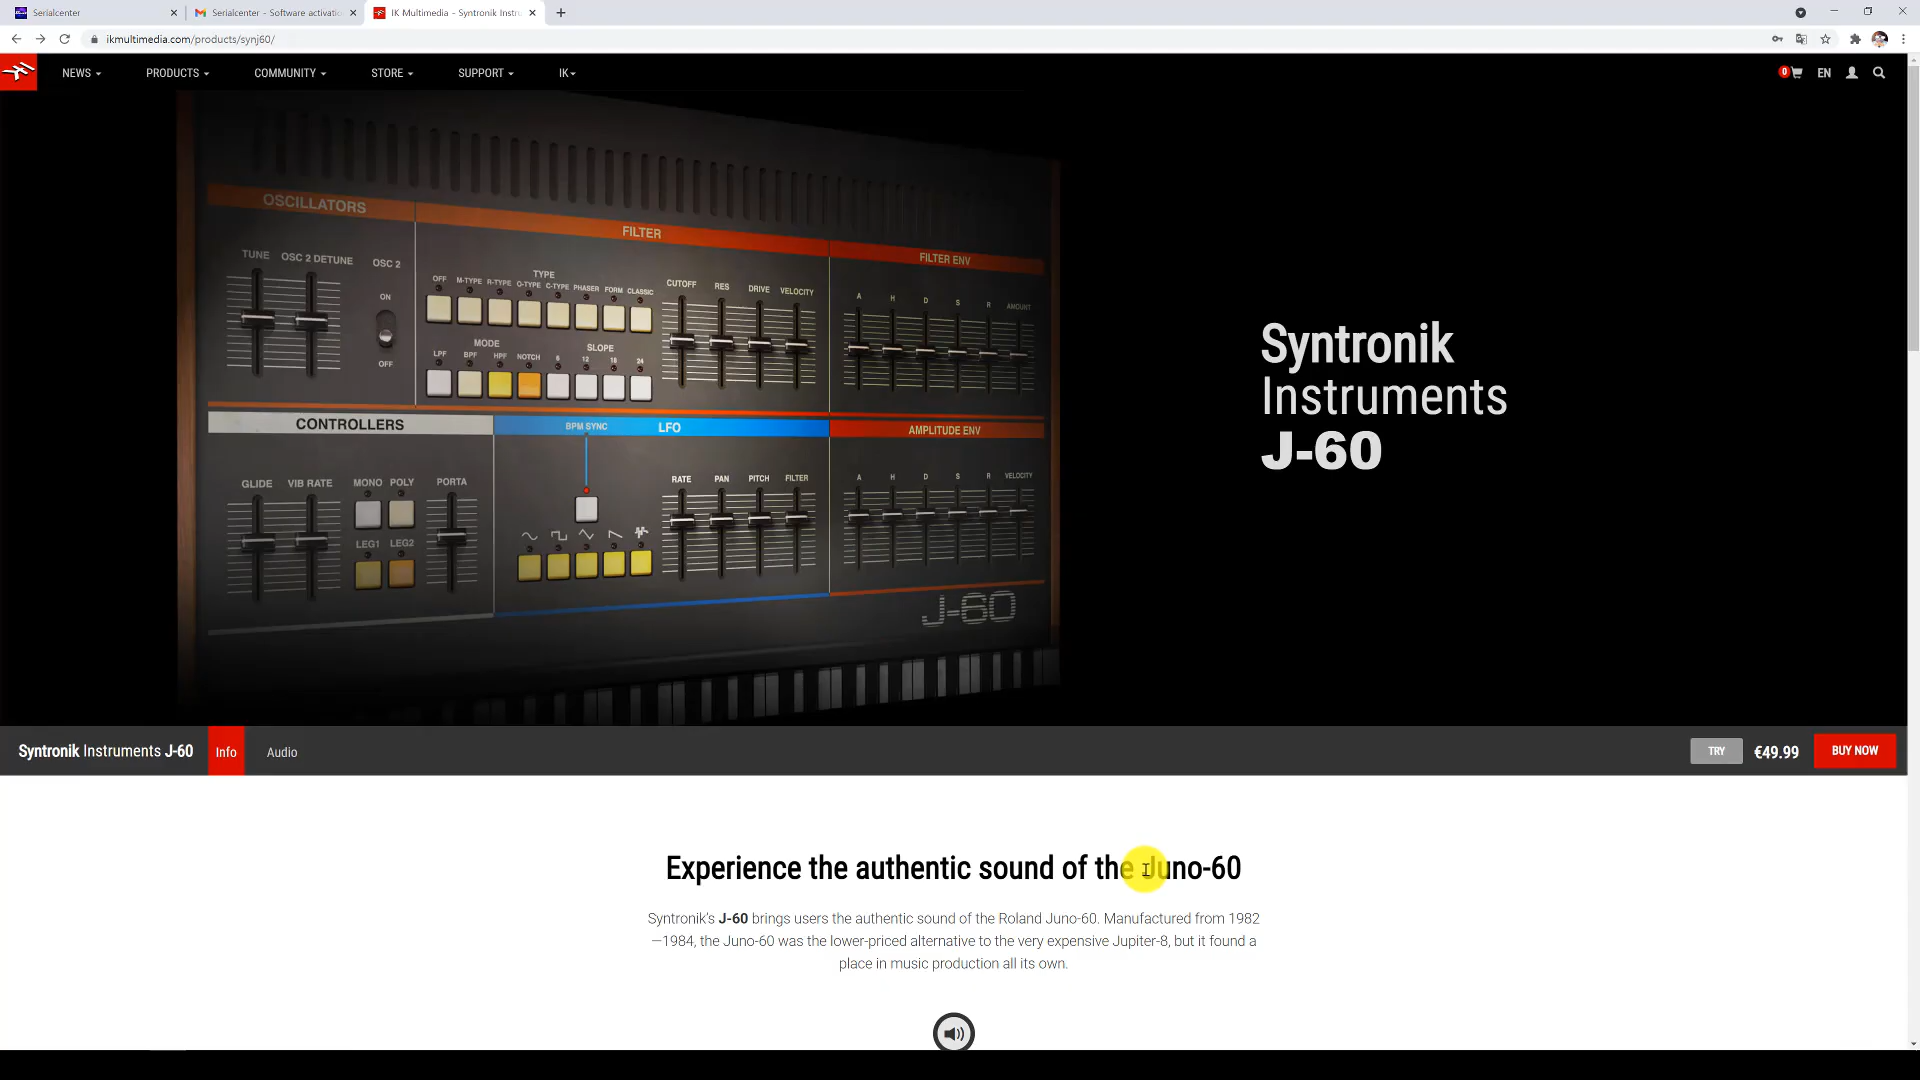 Serialcenter
Serialcenter - Software activatio
IK Multimedia - Syntronik Instru
ikmultimedia.com/products/synj60/
NEWS
PRODUCTS
COMMUNITY
STORE
SUPPORT
IK
0
EN
OSCILLATORS
FILTER
FILTER ENV
TUNE
OSC 2 DETUNE
OSC 2
ON
OFF
TYPE
OFF M-TYPE R-TYPE O-TYPE C-TYPE PHASER FORM CLASSIC
MODE
SLOPE
LPF BPF HPF NOTCH 6 12 18 24
CUTOFF RES DRIVE VELOCITY
A H D S R AMOUNT
CONTROLLERS
BPM SYNC
LFO
AMPLITUDE ENV
GLIDE VIB RATE MONO POLY PORTA
LEG1 LEG2
RATE PAN PITCH FILTER
A H D S R VELOCITY
J-60
Syntronik
Instruments
J-60
Syntronik Instruments J-60
Info
Audio
TRY
€49.99
BUY NOW
Experience the authentic sound of the Juno-60
Syntronik's J-60 brings users the authentic sound of the Roland Juno-60. Manufactured from 1982
—1984, the Juno-60 was the lower-priced alternative to the very expensive Jupiter-8, but it found a
place in music production all its own.